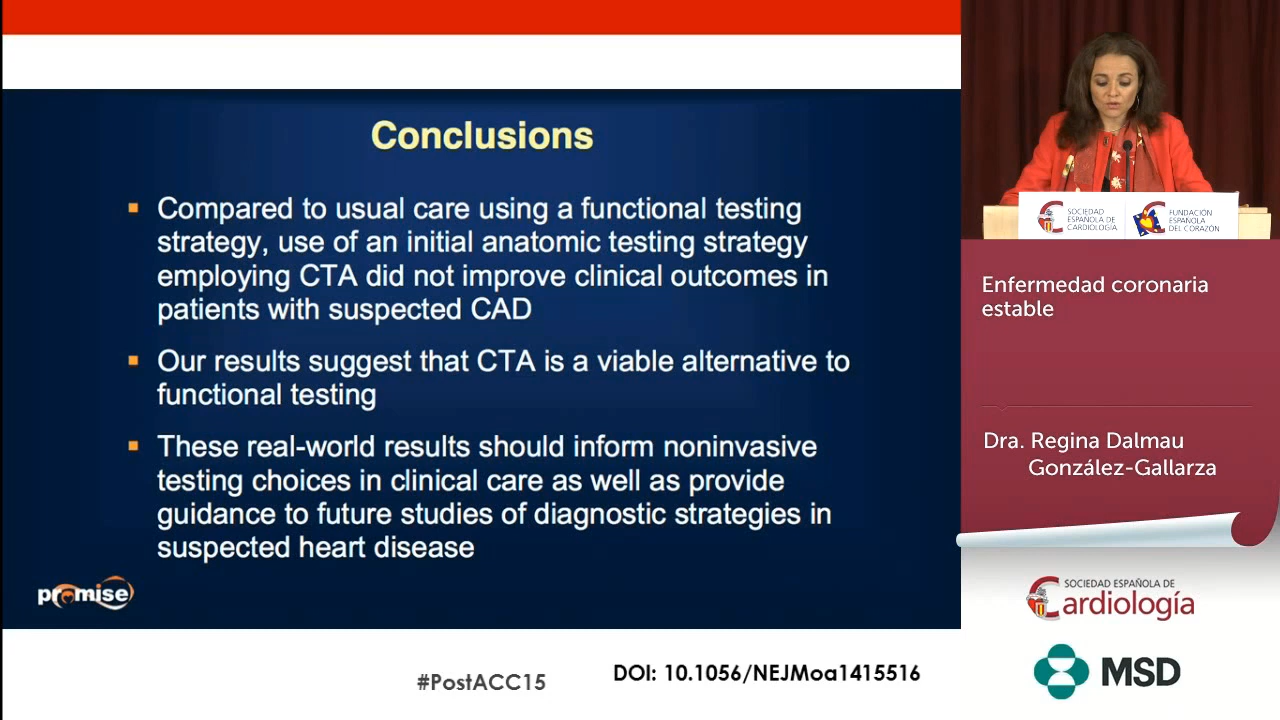 Conclusions
Compared to usual care using a functional testing
strategy, use of an initial anatomic testing strategy
employing CTA did not improve clinical outcomes in
patients with suspected CAD
Our results suggest that CTA is a viable alternative to
functional testing
These real-world results should inform noninvasive
testing choices in clinical care as well as provide
guidance to future studies of diagnostic strategies in
suspected heart disease
promise
#PostACC15
DOI: 10.1056/NEJMoa1415516
SOCIEDAD
ESPAÑOLA DE
CARDIOLOGÍA
FUNDACIÓN
ESPAÑOLA
DEL CORAZÓN
Enfermedad coronaria
estable
Dra. Regina Dalmau
González-Gallarza
SOCIEDAD ESPAÑOLA DE
Cardiología
MSD